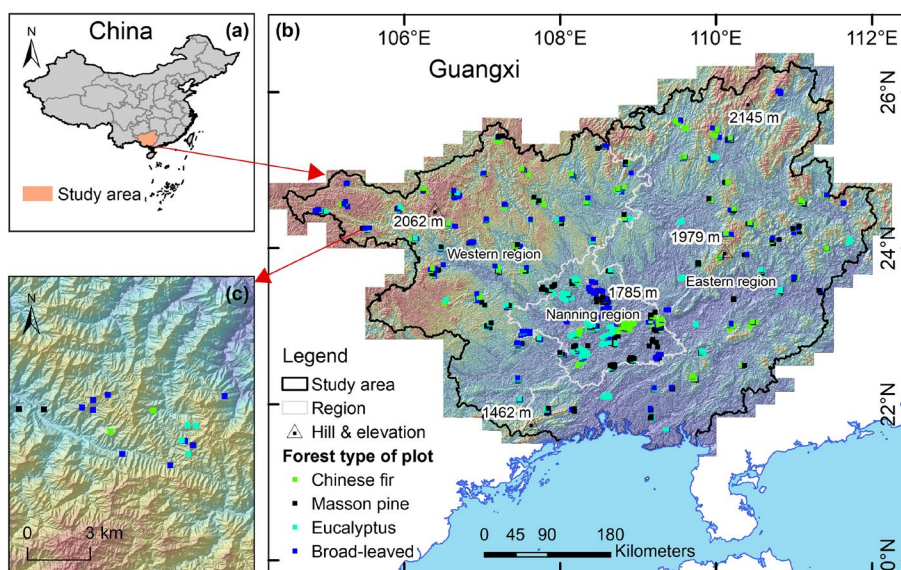 China
(a)
N
Study area
(b)
106°E
108°E
110°E
112°E
Guangxi
26°N
24°N
22°N
20°N
2145 m
2062 m
1979 m
Western region
Eastern region
1785 m
Nanning region
1462 m
(c)
N
0 3 km
Legend
Study area
Region
Hill & elevation
Forest type of plot
Chinese fir
Masson pine
Eucalyptus
Broad-leaved
0 45 90 180
Kilometers